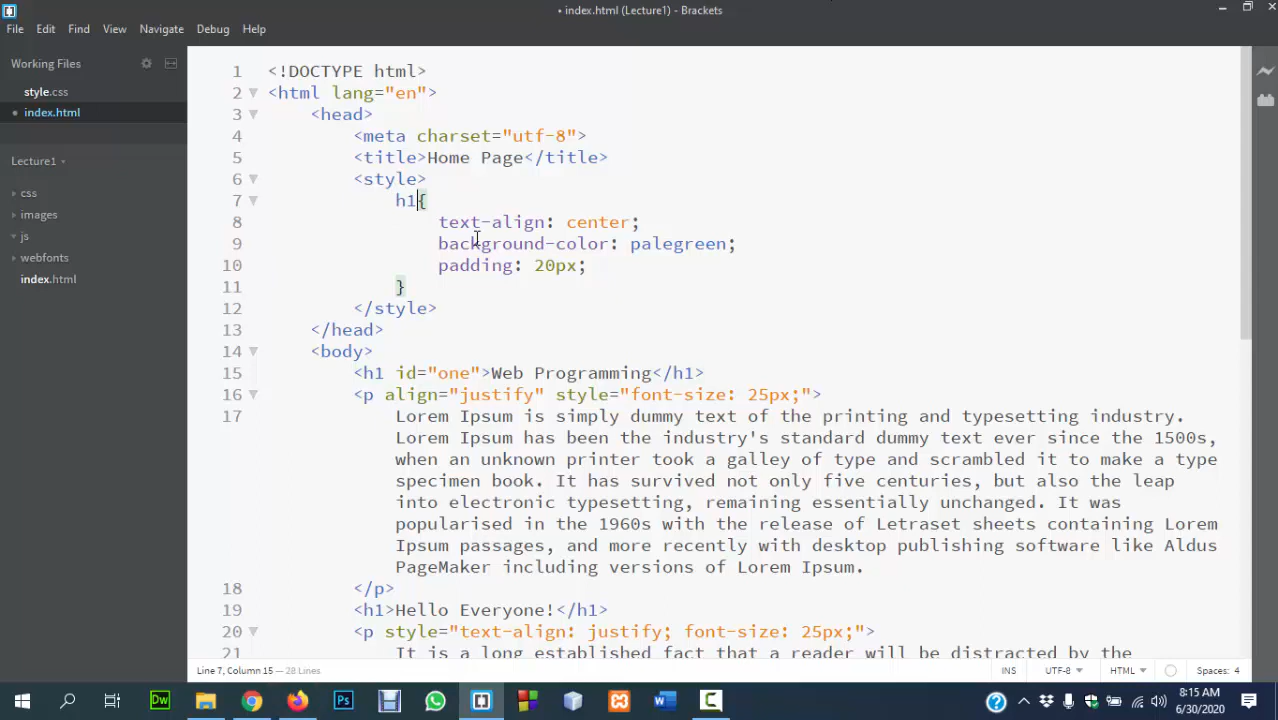 • index.html (Lecture1) - Brackets
File Edit Find View Navigate Debug Help
Working Files
style.css
• index.html
Lecture1
css
images
js
webfonts
index.html
1 <!DOCTYPE html>
2 <html lang="en">
3 <head>
4 <meta charset="utf-8">
5 <title>Home Page</title>
6 <style>
7 h1{
8 text-align: center;
9 background-color: palegreen;
10 padding: 20px;
11 }
12 </style>
13 </head>
14 <body>
15 <h1 id="one">Web Programming</h1>
16 <p align="justify" style="font-size: 25px;">
17 Lorem Ipsum is simply dummy text of the printing and typesetting industry.
Lorem Ipsum has been the industry's standard dummy text ever since the 1500s,
when an unknown printer took a galley of type and scrambled it to make a type
specimen book. It has survived not only five centuries, but also the leap
into electronic typesetting, remaining essentially unchanged. It was
popularised in the 1960s with the release of Letraset sheets containing Lorem
Ipsum passages, and more recently with desktop publishing software like Aldus
PageMaker including versions of Lorem Ipsum.
18 </p>
19 <h1>Hello Everyone!</h1>
20 <p style="text-align: justify; font-size: 25px;">
21 It is a long established fact that a reader will be distracted by the
Line 7, Column 15 — 28 Lines INS UTF-8 HTML Spaces: 4
Dw Ps W C
8:15 AM
6/30/2020